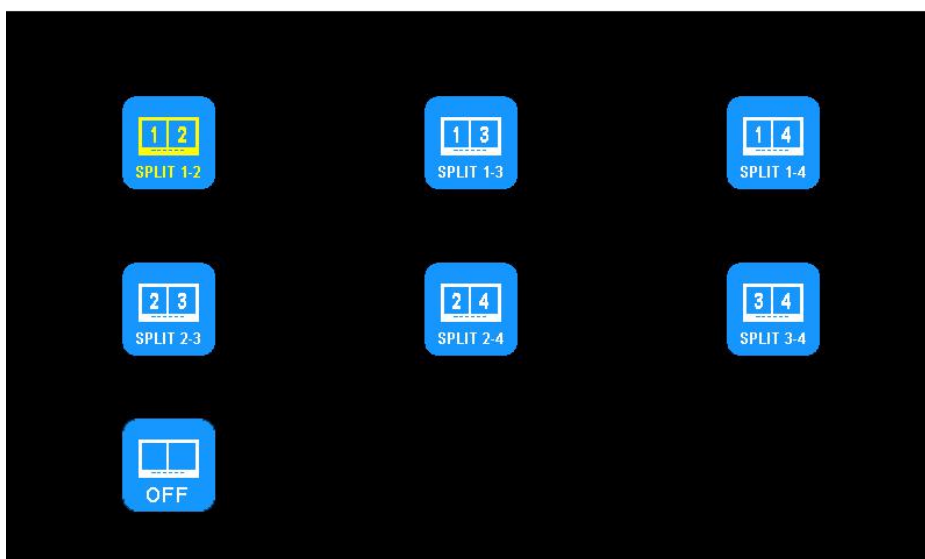 1 2
SPLIT 1-2
1 3
SPLIT 1-3
1 4
SPLIT 1-4
2 3
SPLIT 2-3
2 4
SPLIT 2-4
3 4
SPLIT 3-4
OFF